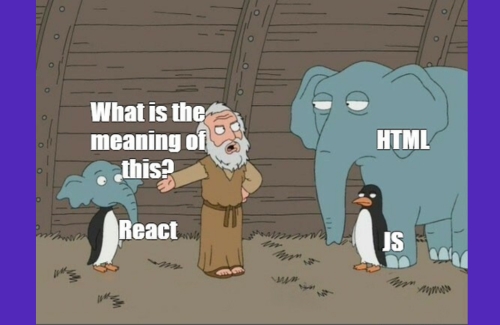 What is the
meaning of
this?
HTML
React
JS